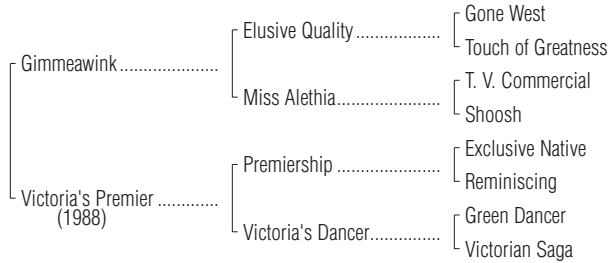 Gone West
Elusive Quality ..................
Touch of Greatness
Gimmeawink .....................
T. V. Commercial
Miss Alethia......................
Shoosh
Exclusive Native
Premiership ......................
Reminiscing
Victoria's Premier .............
(1988)
Green Dancer
Victoria's Dancer...............
Victorian Saga